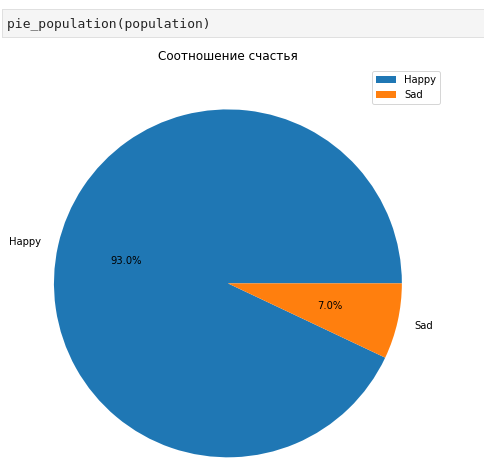 pie_population(population)
Соотношение счастья
Happy
Sad
Happy
93.0%
7.0%
Sad